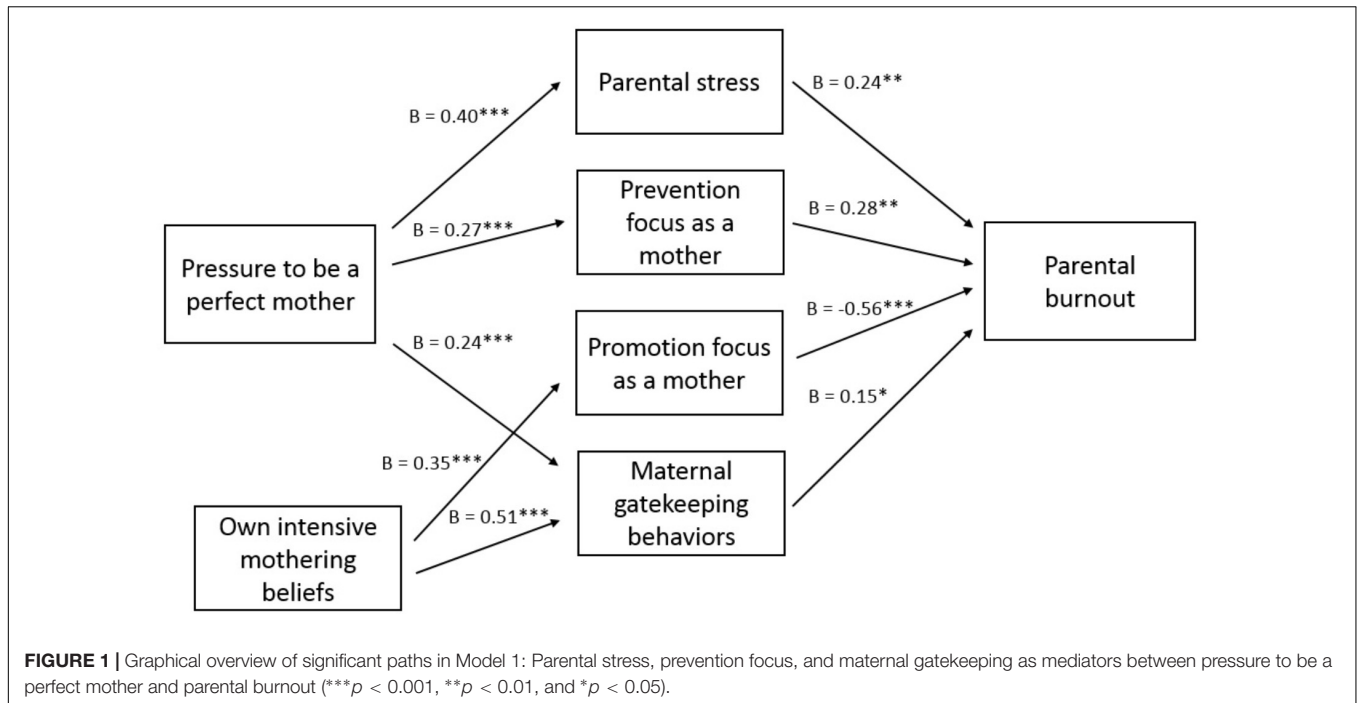 Parental stress
B = 0.24**
B = 0.40***
Prevention
focus as a
mother
B = 0.28**
B = 0.27***
Pressure to be a
perfect mother
Parental
burnout
B = -0.56***
B = 0.24***
Promotion focus
as a mother
B = 0.15*
B = 0.35***
Maternal
gatekeeping
behaviors
B = 0.51***
Own intensive
mothering
beliefs
FIGURE 1 | Graphical overview of significant paths in Model 1: Parental stress, prevention focus, and maternal gatekeeping as mediators between pressure to be a
perfect mother and parental burnout (***p < 0.001, **p < 0.01, and *p < 0.05).